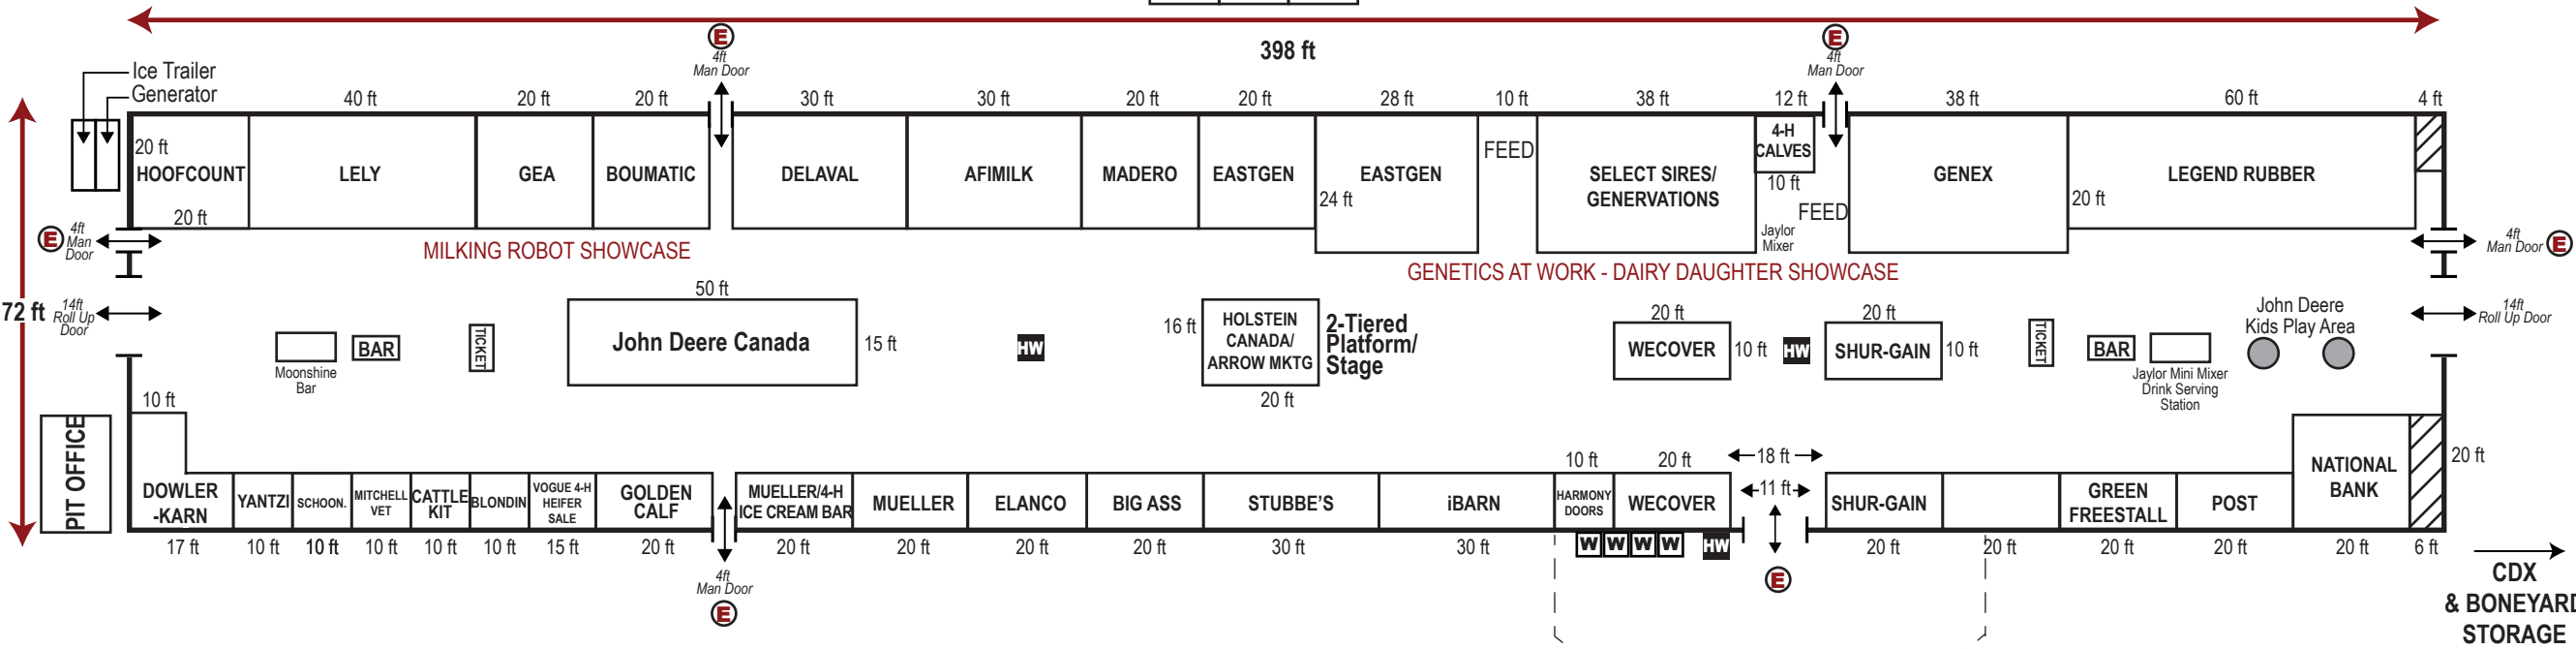 398 ft
72 ft
Ice Trailer
Generator
E
4ft
Man Door
E
4ft
Man Door
40 ft
20 ft
20 ft
30 ft
30 ft
20 ft
20 ft
28 ft
10 ft
38 ft
12 ft
38 ft
60 ft
4 ft
20 ft
HOOFCOUNT
20 ft
LELY
GEA
BOUMATIC
DELAVAL
AFIMILK
MADERO
EASTGEN
EASTGEN
24 ft
FEED
SELECT SIRES/
GENERVATIONS
4-H
CALVES
10 ft
FEED
Jaylor
Mixer
GENEX
20 ft
LEGEND RUBBER
E
4ft
Man
Door
4ft
Man Door
E
MILKING ROBOT SHOWCASE
GENETICS AT WORK - DAIRY DAUGHTER SHOWCASE
14ft
Roll Up
Door
Moonshine
Bar
BAR
TICKET
50 ft
John Deere Canada
15 ft
HW
16 ft
HOLSTEIN
CANADA/
ARROW MKTG
20 ft
2-Tiered
Platform/
Stage
20 ft
WECOVER
10 ft
HW
20 ft
SHUR-GAIN
10 ft
TICKET
BAR
Jaylor Mini Mixer
Drink Serving
Station
John Deere
Kids Play Area
14ft
Roll Up Door
PIT OFFICE
10 ft
DOWLER
-KARN
YANTZI
SCHOON.
MITCHELL
VET
CATTLE
KIT
BLONDIN
VOGUE 4-H
HEIFER
SALE
GOLDEN
CALF
MUELLER/4-H
ICE CREAM BAR
MUELLER
ELANCO
BIG ASS
STUBBE'S
iBARN
10 ft
HARMONY
DOORS
20 ft
WECOVER
18 ft
11 ft
SHUR-GAIN
GREEN
FREESTALL
POST
NATIONAL
BANK
20 ft
17 ft
10 ft
10 ft
10 ft
10 ft
10 ft
15 ft
20 ft
4ft
Man Door
E
20 ft
20 ft
20 ft
20 ft
30 ft
30 ft
W
W
W
W
HW
E
20 ft
20 ft
20 ft
20 ft
20 ft
6 ft
CDX
& BONEYARD
STORAGE